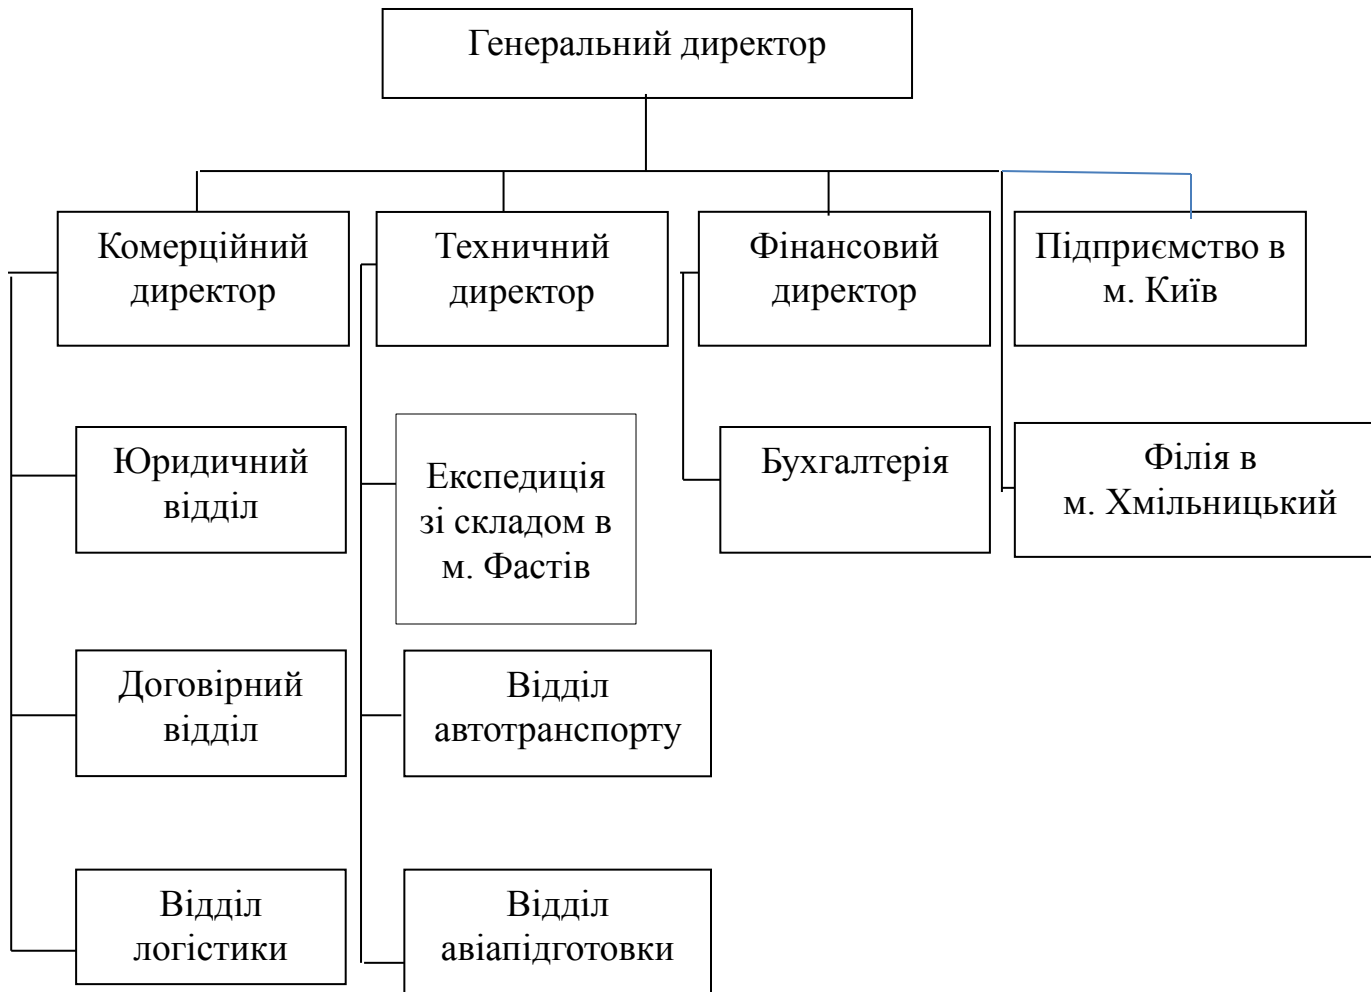 Генеральний директор
Комерційний
директор
Техничний
директор
Фінансовий
директор
Підприємство в
м. Київ
Юридичний
відділ
Експедиція
зі складом в
м. Фастів
Бухгалтерія
Філія в
м. Хмільницький
Договірний
відділ
Відділ
автотранспорту
Відділ
логістики
Відділ
авіапідготовки